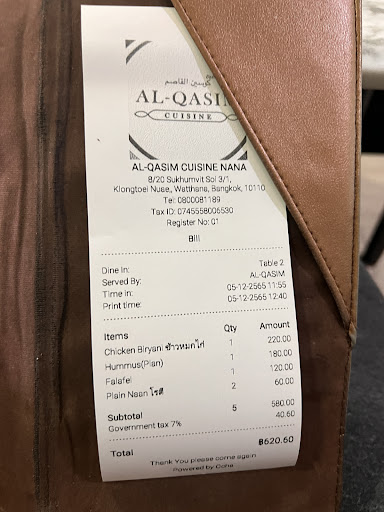 كويسين القاسم
AL-QASIM
CUISINE
AL-QASIM CUISINE NANA
8/20 Sukhumvit Soi 3/1,
Klongtoei Nuae,, Watthana, Bangkok, 10110
Tel: 0800081189
Tax ID: 0745558006530
Register No: 01
Bill
Dine In: Table 2
Served By: AL-QASIM
Time in: 05-12-2565 11:55
Print time: 05-12-2565 12:40
Items Qty Amount
Chicken Biryani ข้าวหมกไก่ 1 220.00
Hummus(Plan) 1 180.00
Falafel 1 120.00
Plain Naan โรตี 2 60.00
Subtotal 5 580.00
Government tax 7% 40.60
Total ฿620.60
Thank You please come again
Powered by Ocha